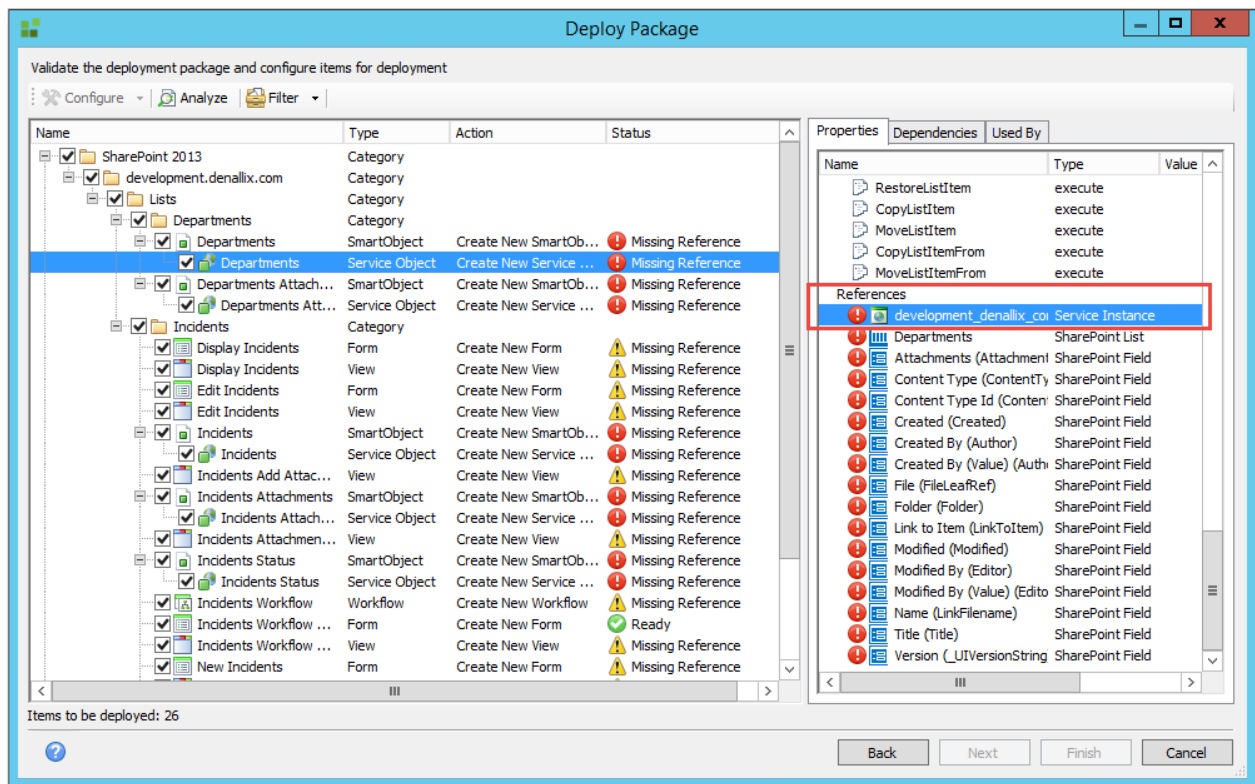 Deploy Package
Validate the deployment package and configure items for deployment
Configure Analyze Filter
Name Type Action Status
SharePoint 2013 Category
development.denallix.com Category
Lists Category
Departments Category
Departments SmartObject Create New SmartOb... Missing Reference
Departments Service Object Create New Service ... Missing Reference
Departments Attach... SmartObject Create New SmartOb... Missing Reference
Departments Att... Service Object Create New Service ... Missing Reference
Incidents Category
Display Incidents Form Create New Form Missing Reference
Display Incidents View Create New View Missing Reference
Edit Incidents Form Create New Form Missing Reference
Edit Incidents View Create New View Missing Reference
Incidents SmartObject Create New SmartOb... Missing Reference
Incidents Service Object Create New Service ... Missing Reference
Incidents Add Attac... View Create New View Missing Reference
Incidents Attachments SmartObject Create New SmartOb... Missing Reference
Incidents Attach... Service Object Create New Service ... Missing Reference
Incidents Attachmen... View Create New View Missing Reference
Incidents Status SmartObject Create New SmartOb... Missing Reference
Incidents Status Service Object Create New Service ... Missing Reference
Incidents Workflow Workflow Create New Workflow Missing Reference
Incidents Workflow ... Form Create New Form Ready
Incidents Workflow ... View Create New View Missing Reference
New Incidents Form Create New Form Missing Reference
Properties Dependencies Used By
Name Type Value
RestoreListItem execute
CopyListItem execute
MoveListItem execute
CopyListItemFrom execute
MoveListItemFrom execute
References
development_denallix_co Service Instance
Departments SharePoint List
Attachments (Attachment SharePoint Field
Content Type (ContentTy SharePoint Field
Content Type Id (Conten SharePoint Field
Created (Created) SharePoint Field
Created By (Author) SharePoint Field
Created By (Value) (Auth SharePoint Field
File (FileLeafRef) SharePoint Field
Folder (Folder) SharePoint Field
Link to Item (LinkToItem) SharePoint Field
Modified (Modified) SharePoint Field
Modified By (Editor) SharePoint Field
Modified By (Value) (Edito SharePoint Field
Name (LinkFilename) SharePoint Field
Title (Title) SharePoint Field
Version (_UIVersionString SharePoint Field
Items to be deployed: 26
Back Next Finish Cancel